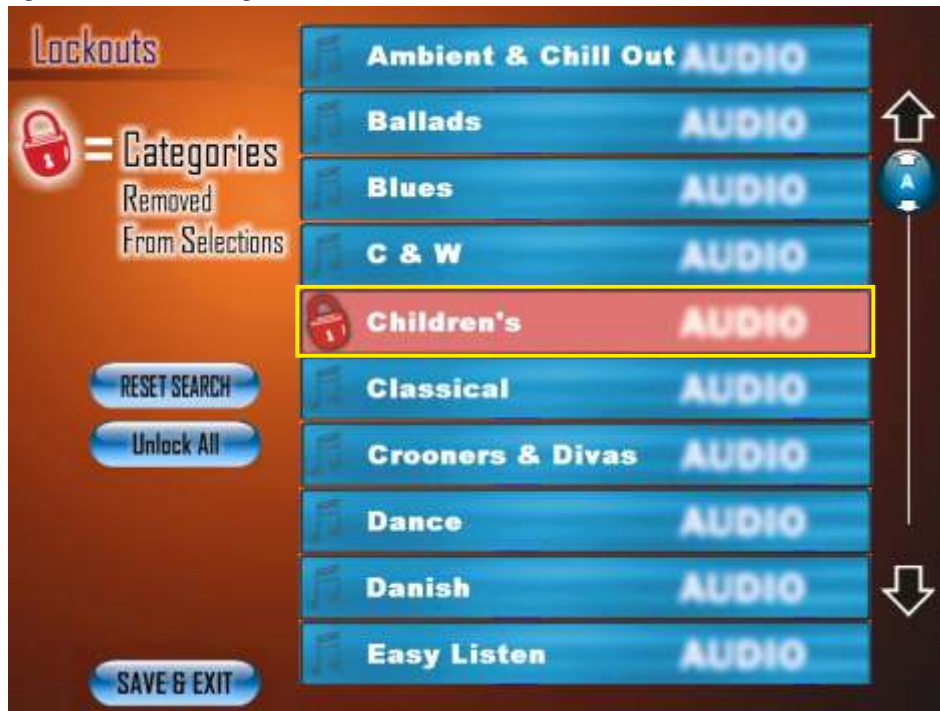 Lockouts
= Categories
Removed
From Selections
RESET SEARCH
Unlock All
SAVE & EXIT
Ambient & Chill Out AUDIO
Ballads AUDIO
Blues AUDIO
C & W AUDIO
Children's AUDIO
Classical AUDIO
Crooners & Divas AUDIO
Dance AUDIO
Danish AUDIO
Easy Listen AUDIO
A